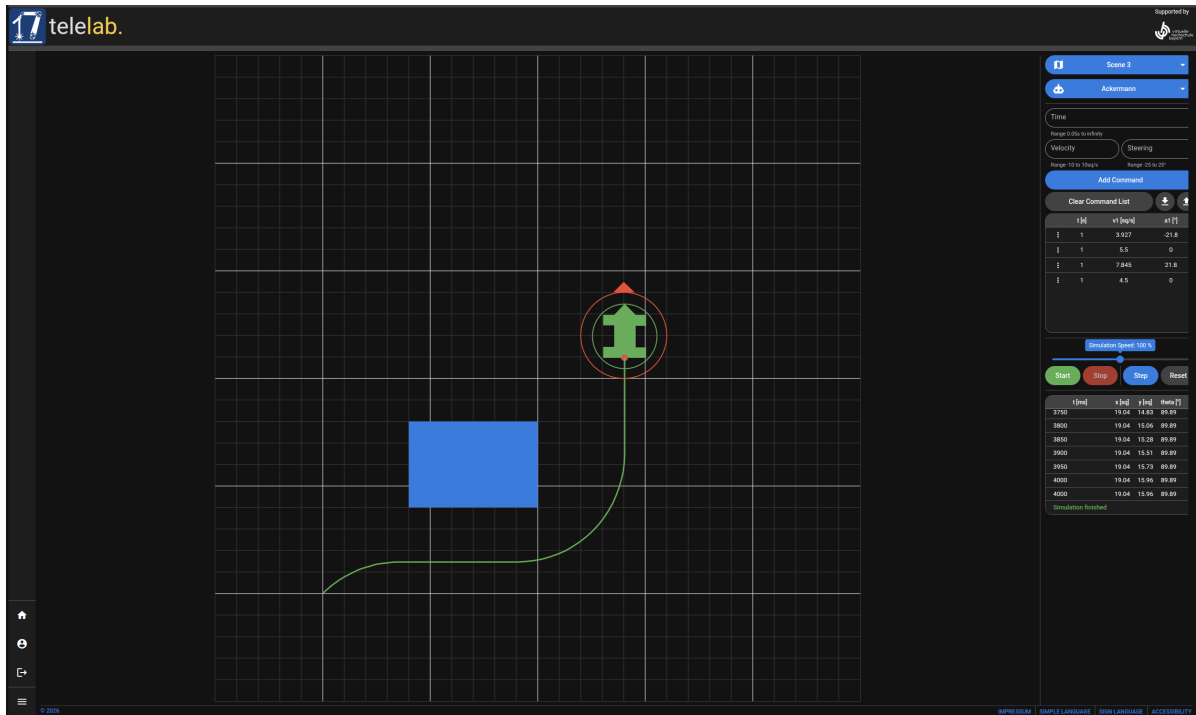 17 telelab.
Supported by
virtuelle
hochschule
bayern
Scene 3
Ackermann
Time
Range 0.05s to infinity
Velocity Steering
Range -10 to 10sq/s Range -25 to 25°
Add Command
Clear Command List
t [s] v1 [sq/s] s1 [°]
1 3.927 -21.8
1 5.5 0
1 7.845 21.8
1 4.5 0
Simulation Speed: 100 %
Start Stop Step Reset
t [ms] x [sq] y [sq] theta [°]
3750 19.04 14.83 89.89
3800 19.04 15.06 89.89
3850 19.04 15.28 89.89
3900 19.04 15.51 89.89
3950 19.04 15.73 89.89
4000 19.04 15.96 89.89
4000 19.04 15.96 89.89
Simulation finished
© 2026
IMPRESSUM SIMPLE LANGUAGE SIGN LANGUAGE ACCESSIBILITY